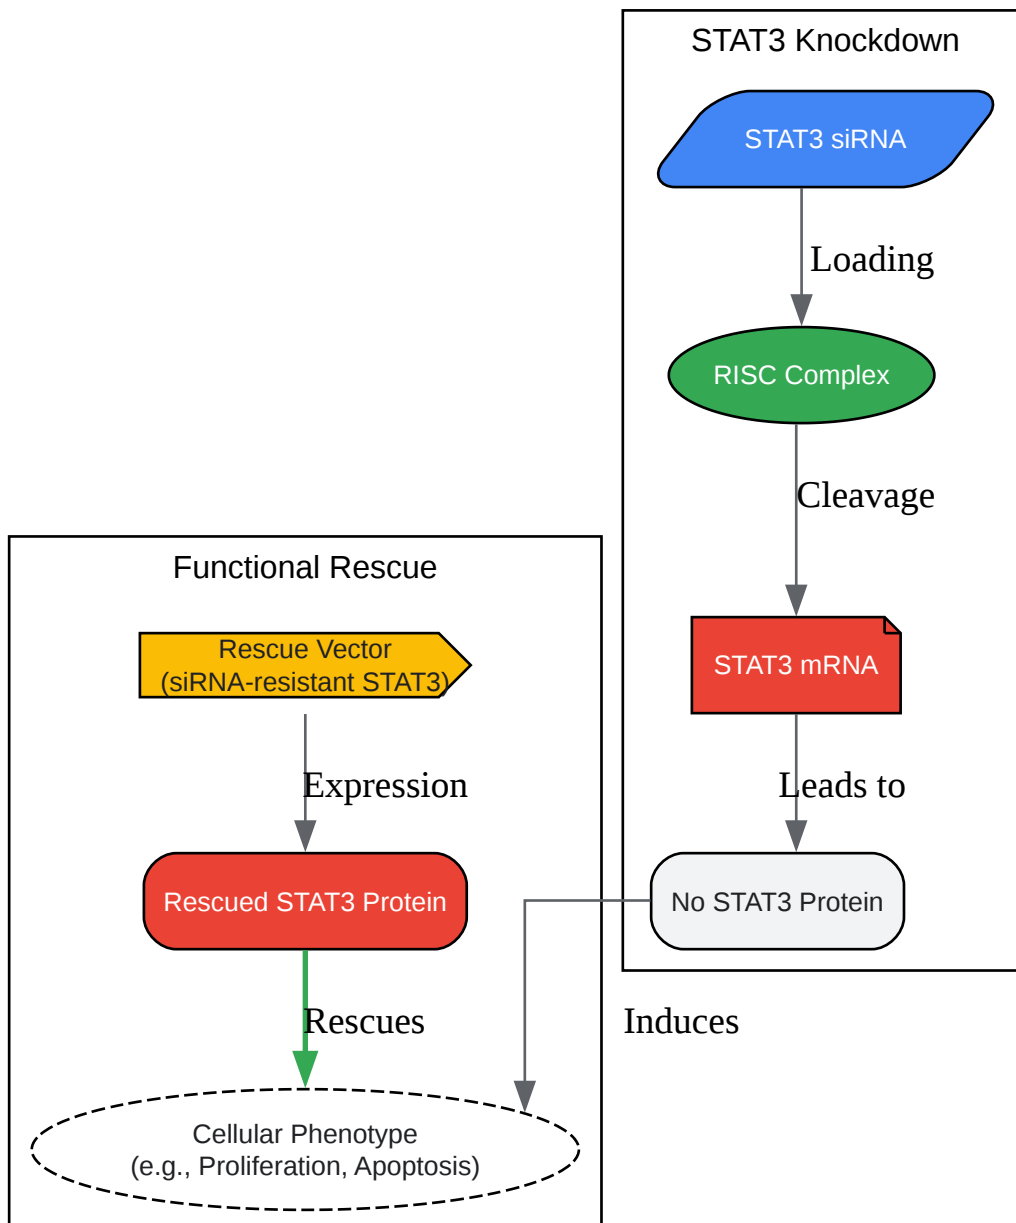 STAT3 Knockdown
STAT3 siRNA
Loading
RISC Complex
Cleavage
STAT3 mRNA
Leads to
No STAT3 Protein
Induces
Functional Rescue
Rescue Vector
(siRNA-resistant STAT3)
Expression
Rescued STAT3 Protein
Rescues
Cellular Phenotype
(e.g., Proliferation, Apoptosis)